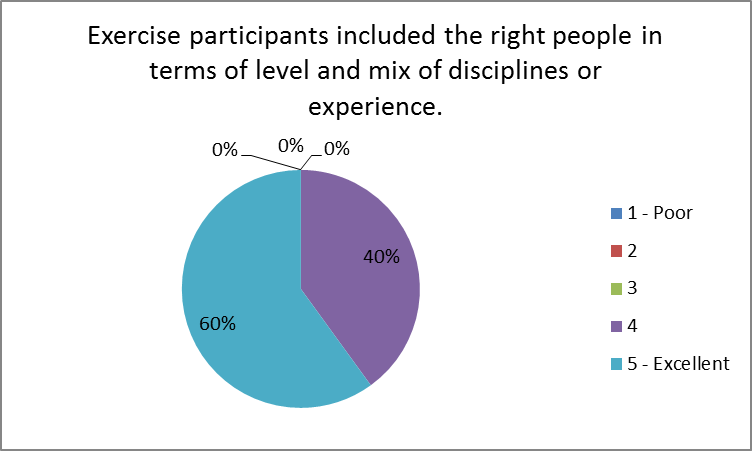 Exercise participants included the right people in
terms of level and mix of disciplines or
experience.
0%
0%
0%
40%
60%
1 - Poor
2
3
4
5 - Excellent